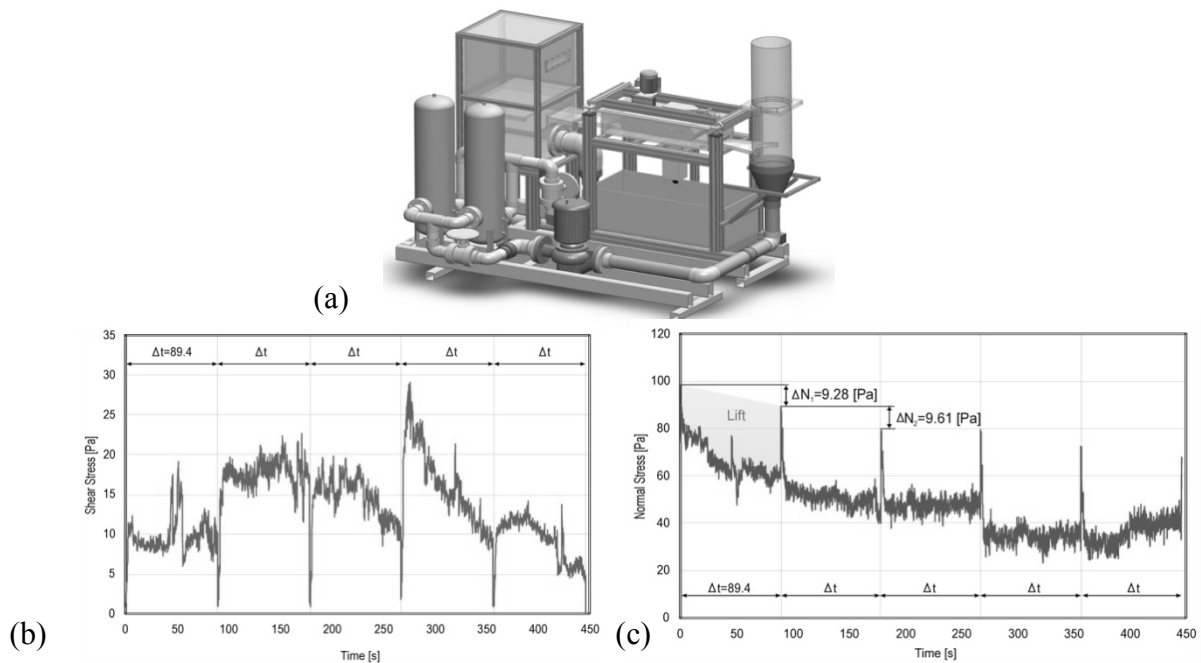 (a)
35
30
25
20
15
10
5
0
Shear Stress [Pa]
Δt=89.4 Δt Δt Δt Δt
0 50 100 150 200 250 300 350 400 450
Time [s]
(b)
120
100
80
60
40
20
0
Normal Stress [Pa]
ΔN₁=9.28 [Pa]
Lift
ΔN₂=9.61 [Pa]
Δt=89.4 Δt Δt Δt Δt
0 50 100 150 200 250 300 350 400 450
Time [s]
(c)